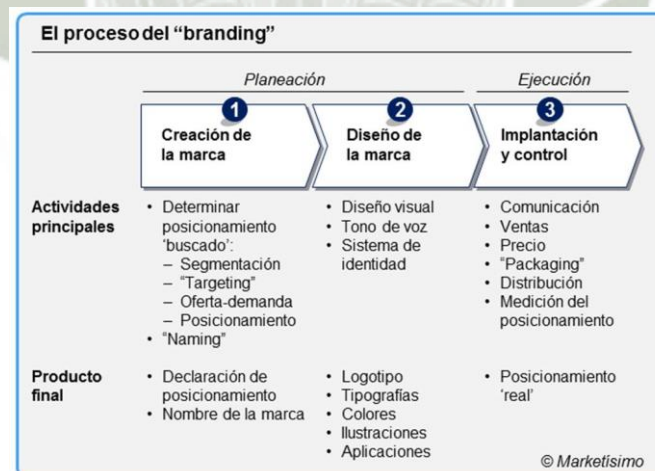 El proceso del “branding”
Planeación
Ejecución
1
Creación de
la marca
2
Diseño de
la marca
3
Implantación
y control
Actividades
principales
• Determinar
posicionamiento
‘buscado’:
– Segmentación
– “Targeting”
– Oferta-demanda
– Posicionamiento
• “Naming”
• Diseño visual
• Tono de voz
• Sistema de
identidad
• Comunicación
• Ventas
• Precio
• “Packaging”
• Distribución
• Medición del
posicionamiento
Producto
final
• Declaración de
posicionamiento
• Nombre de la marca
• Logotipo
• Tipografías
• Colores
• Ilustraciones
• Aplicaciones
• Posicionamiento
‘real’
© Marketísimo